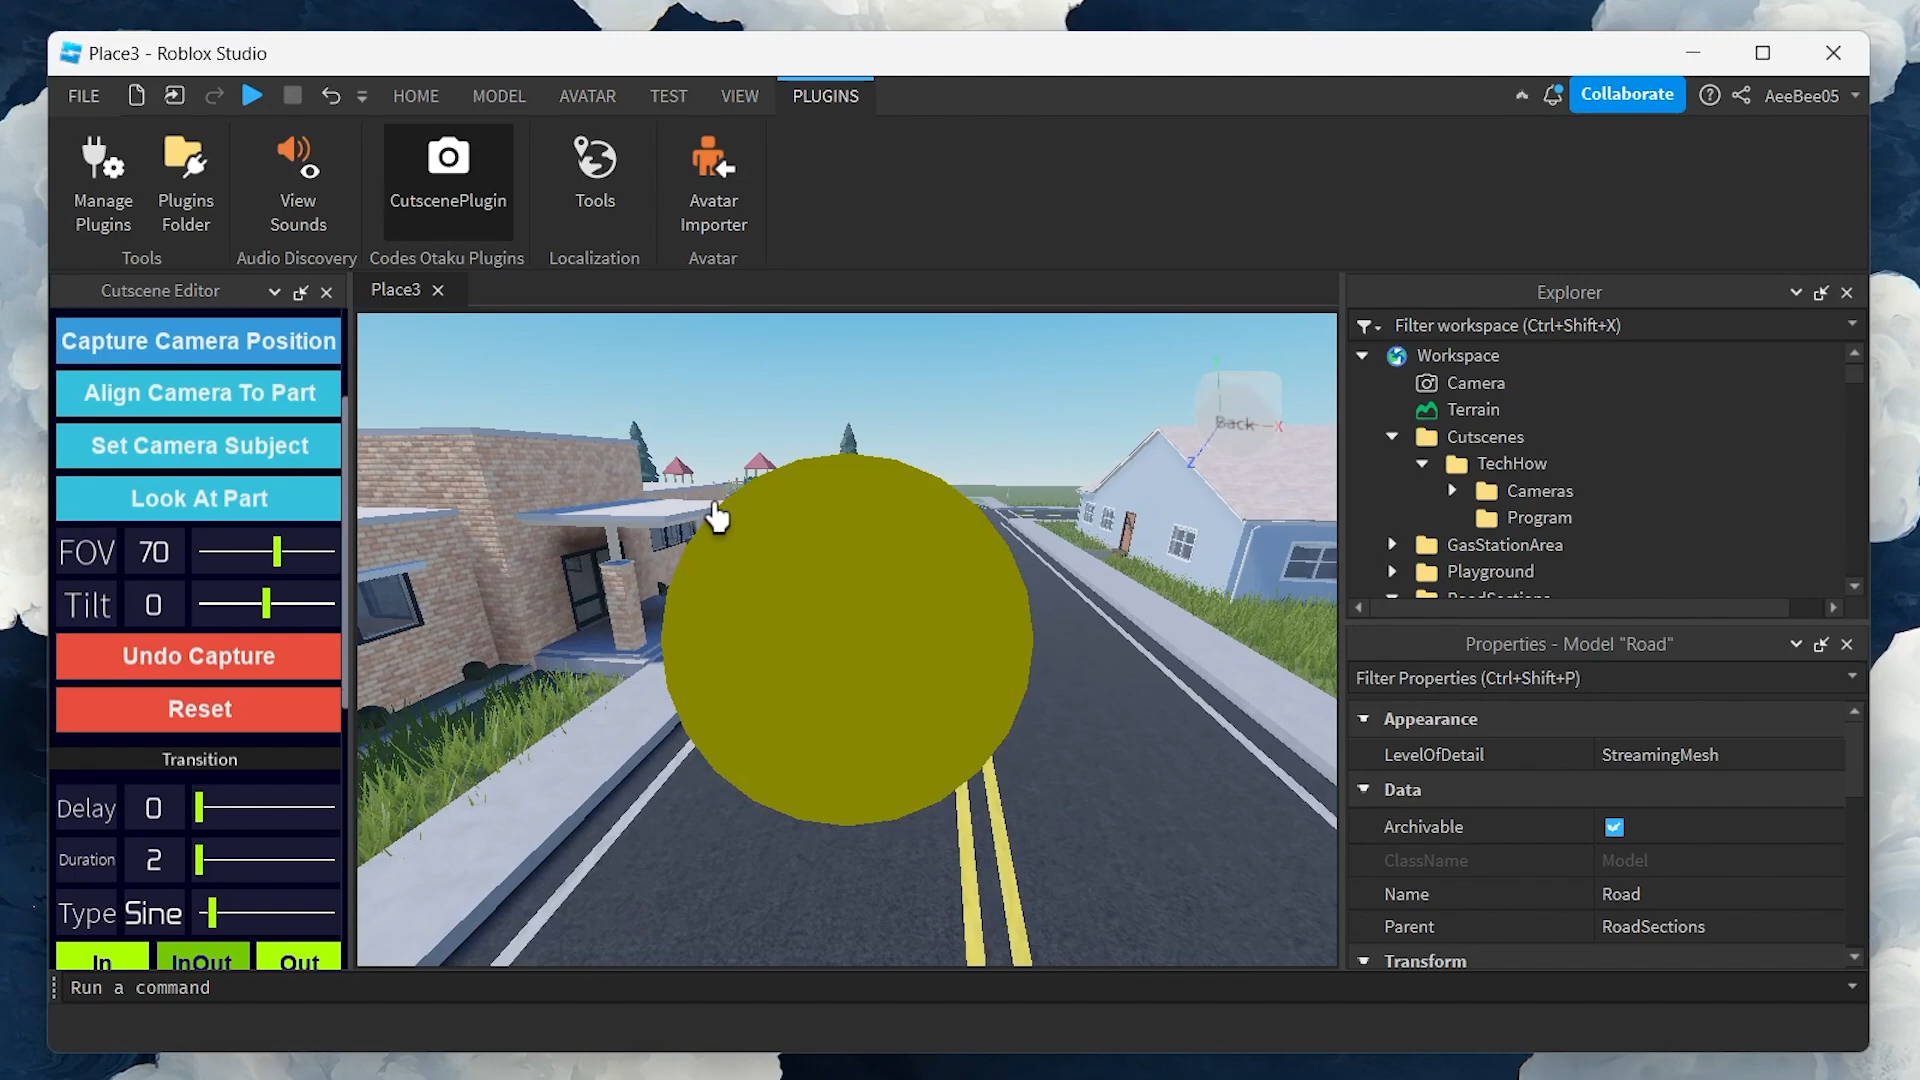 Place3 - Roblox Studio
FILE HOME MODEL AVATAR TEST VIEW PLUGINS Collaborate AeeBee05
Manage Plugins
Plugins Folder
View Sounds
CutscenePlugin
Tools
Avatar Importer
Tools Audio Discovery Codes Otaku Plugins Localization Avatar
Cutscene Editor
Capture Camera Position
Align Camera To Part
Set Camera Subject
Look At Part
FOV 70
Tilt 0
Undo Capture
Reset
Transition
Delay 0
Duration 2
Type Sine
In InOut Out
Place3
Back
X
Z
Explorer
Filter workspace (Ctrl+Shift+X)
Workspace
Camera
Terrain
Cutscenes
TechHow
Cameras
Program
GasStationArea
Playground
RoadSections
Properties - Model "Road"
Filter Properties (Ctrl+Shift+P)
Appearance
LevelOfDetail StreamingMesh
Data
Archivable
ClassName Model
Name Road
Parent RoadSections
Transform
Run a command